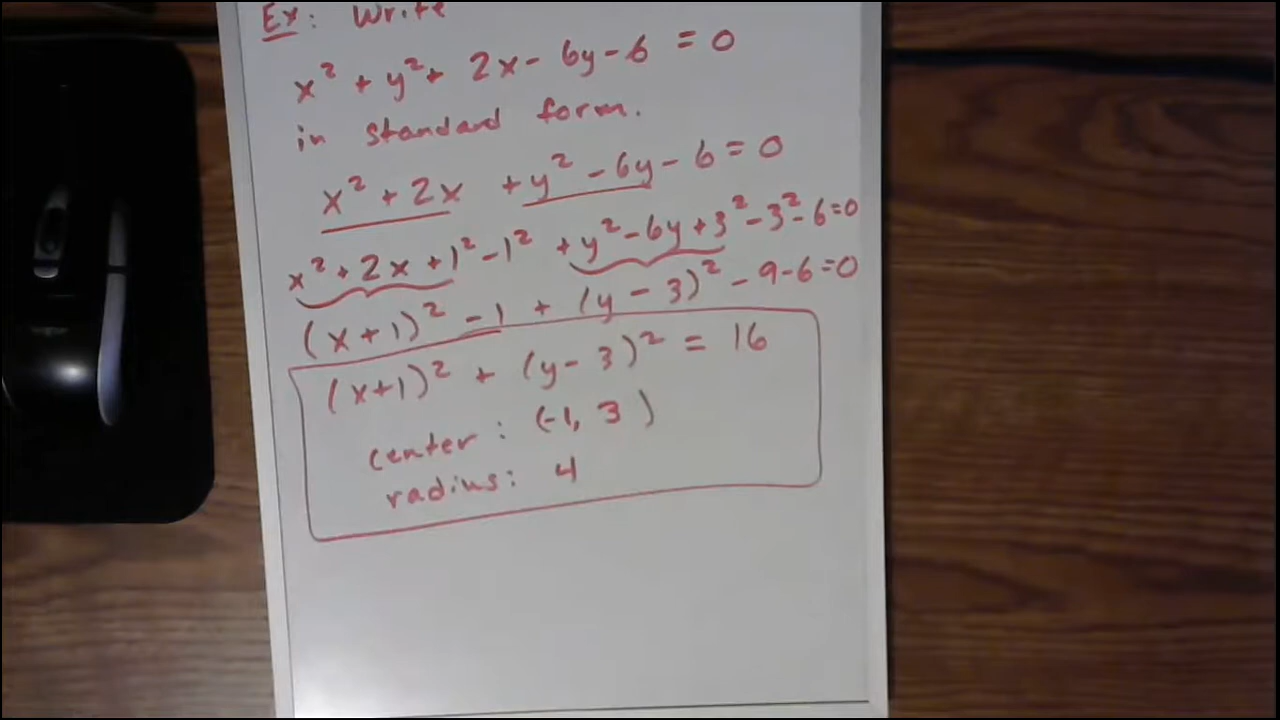 Ex: Write
x² + y² + 2x - 6y - 6 = 0
in standard form.
x² + 2x + y² - 6y - 6 = 0
x² + 2x + 1² - 1² + y² - 6y + 3² - 3² - 6 = 0
(x + 1)² - 1 + (y - 3)² - 9 - 6 = 0
(x+1)² + (y - 3)² = 16
center : (-1, 3)
radius: 4